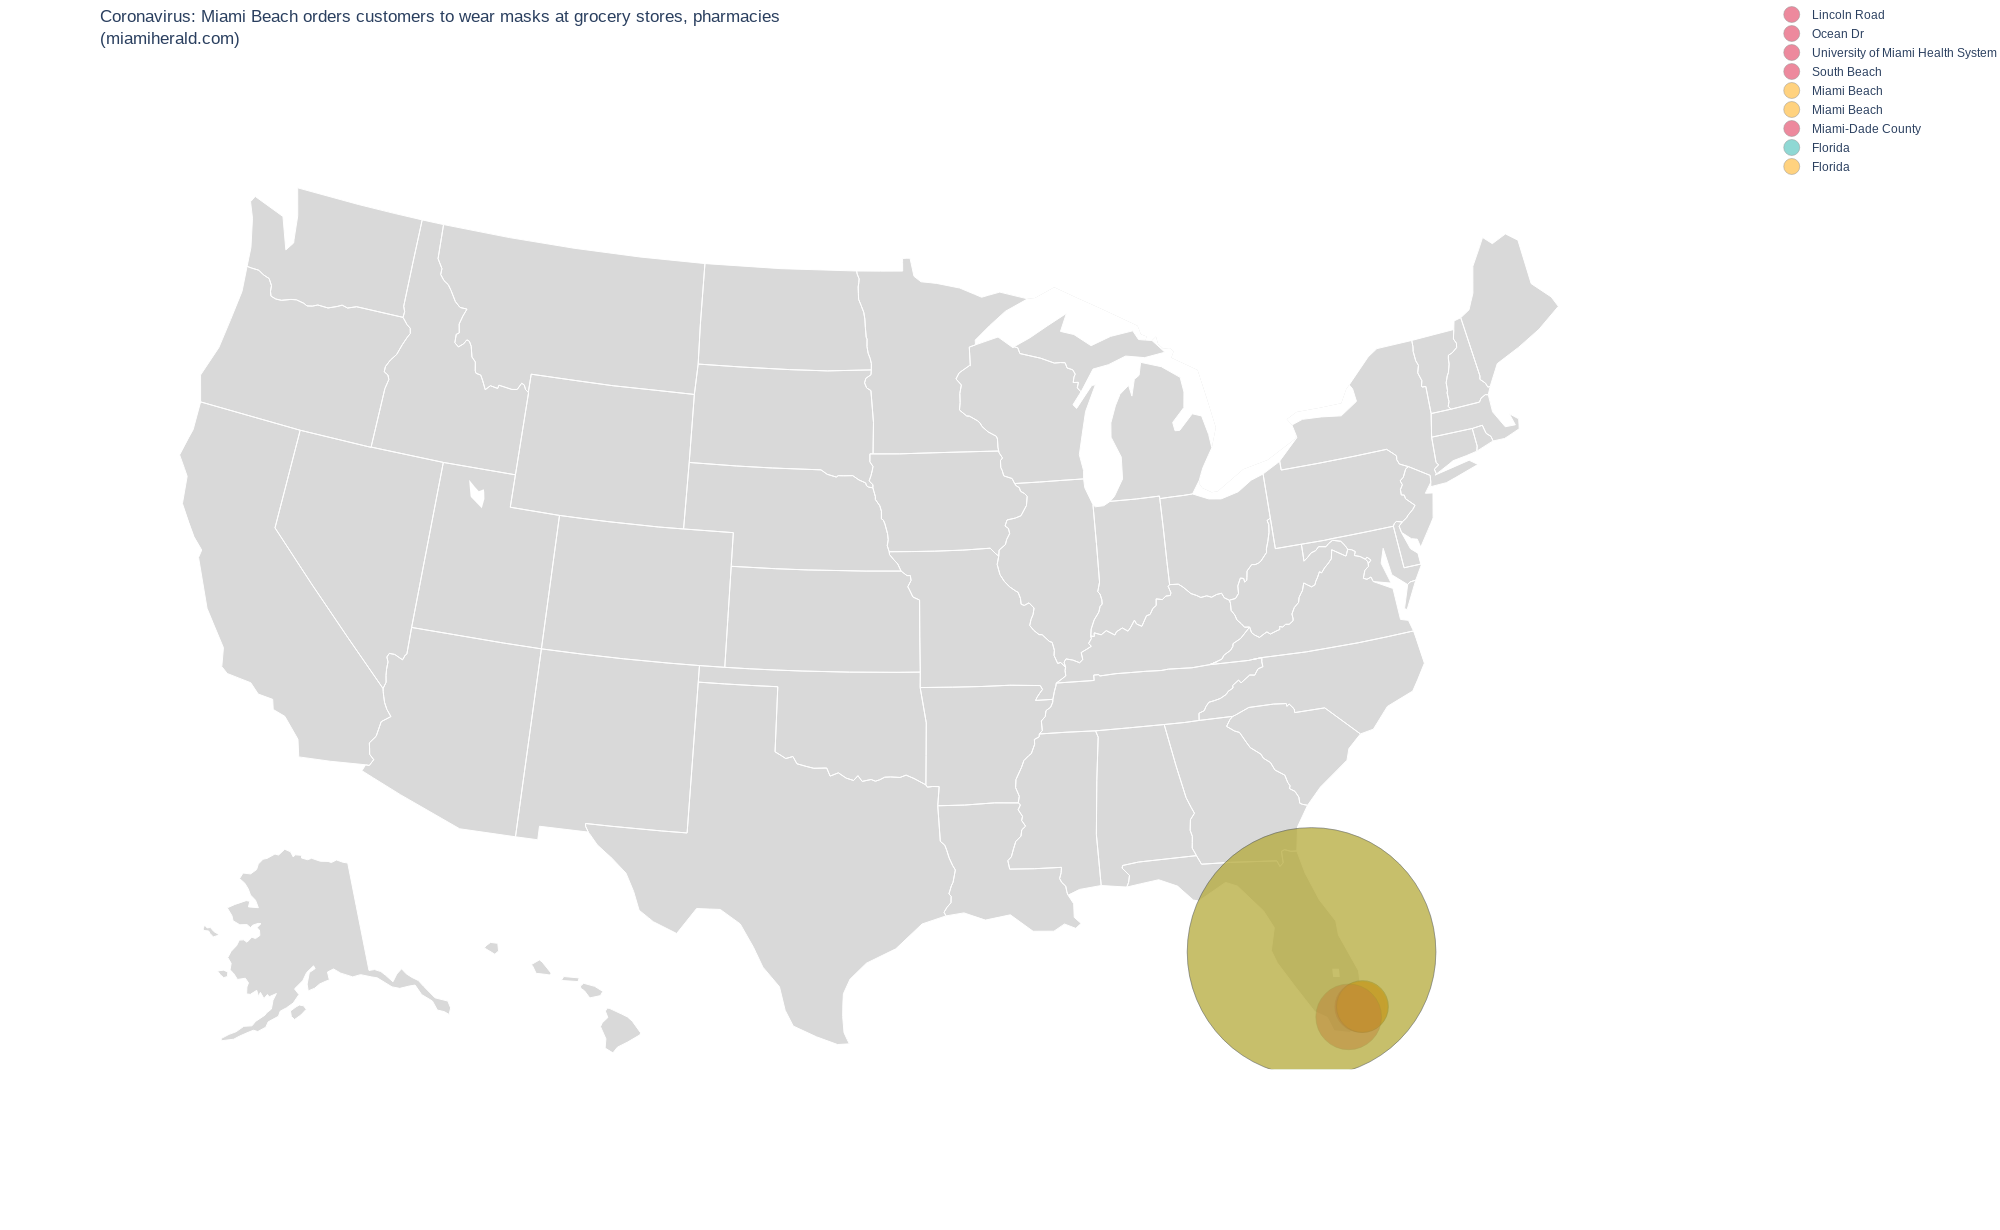 Coronavirus: Miami Beach orders customers to wear masks at grocery stores, pharmacies
(miamiherald.com)
Lincoln Road
Ocean Dr
University of Miami Health System
South Beach
Miami Beach
Miami Beach
Miami-Dade County
Florida
Florida